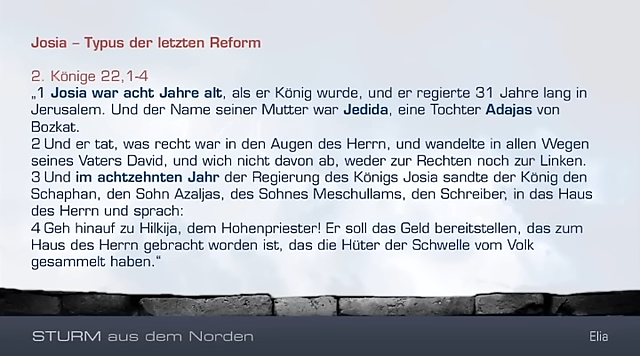 Josia – Typus der letzten Reform
2. Könige 22,1-4
„1 Josia war acht Jahre alt, als er König wurde, und er regierte 31 Jahre lang in
Jerusalem. Und der Name seiner Mutter war Jedida, eine Tochter Adajas von
Bozkat.
2 Und er tat, was recht war in den Augen des Herrn, und wandelte in allen Wegen
seines Vaters David, und wich nicht davon ab, weder zur Rechten noch zur Linken.
3 Und im achtzehnten Jahr der Regierung des Königs Josia sandte der König den
Schaphan, den Sohn Azaljas, des Sohnes Meschullams, den Schreiber, in das Haus
des Herrn und sprach:
4 Geh hinauf zu Hilkija, dem Hohenpriester! Er soll das Geld bereitstellen, das zum
Haus des Herrn gebracht worden ist, das die Hüter der Schwelle vom Volk
gesammelt haben.“
STURM aus dem Norden
Elia